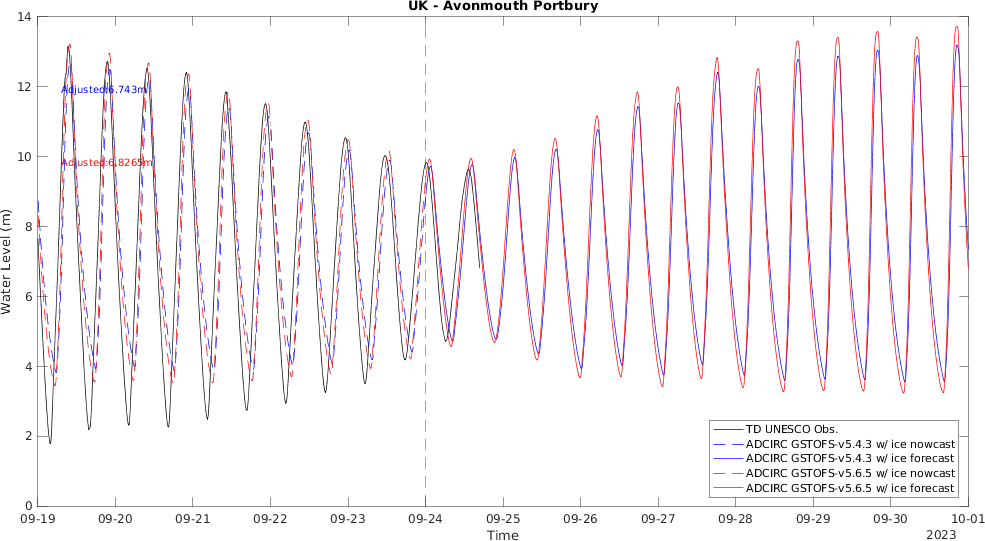 UK - Avonmouth Portbury
14
12
10
8
6
4
2
0
Water Level (m)
Adjusted:6.743m
Adjusted:6.8265m
TD UNESCO Obs.
ADCIRC GSTOFS-v5.4.3 w/ ice nowcast
ADCIRC GSTOFS-v5.4.3 w/ ice forecast
ADCIRC GSTOFS-v5.6.5 w/ ice nowcast
ADCIRC GSTOFS-v5.6.5 w/ ice forecast
09-19 09-20 09-21 09-22 09-23 09-24 09-25 09-26 09-27 09-28 09-29 09-30 10-01
Time
2023